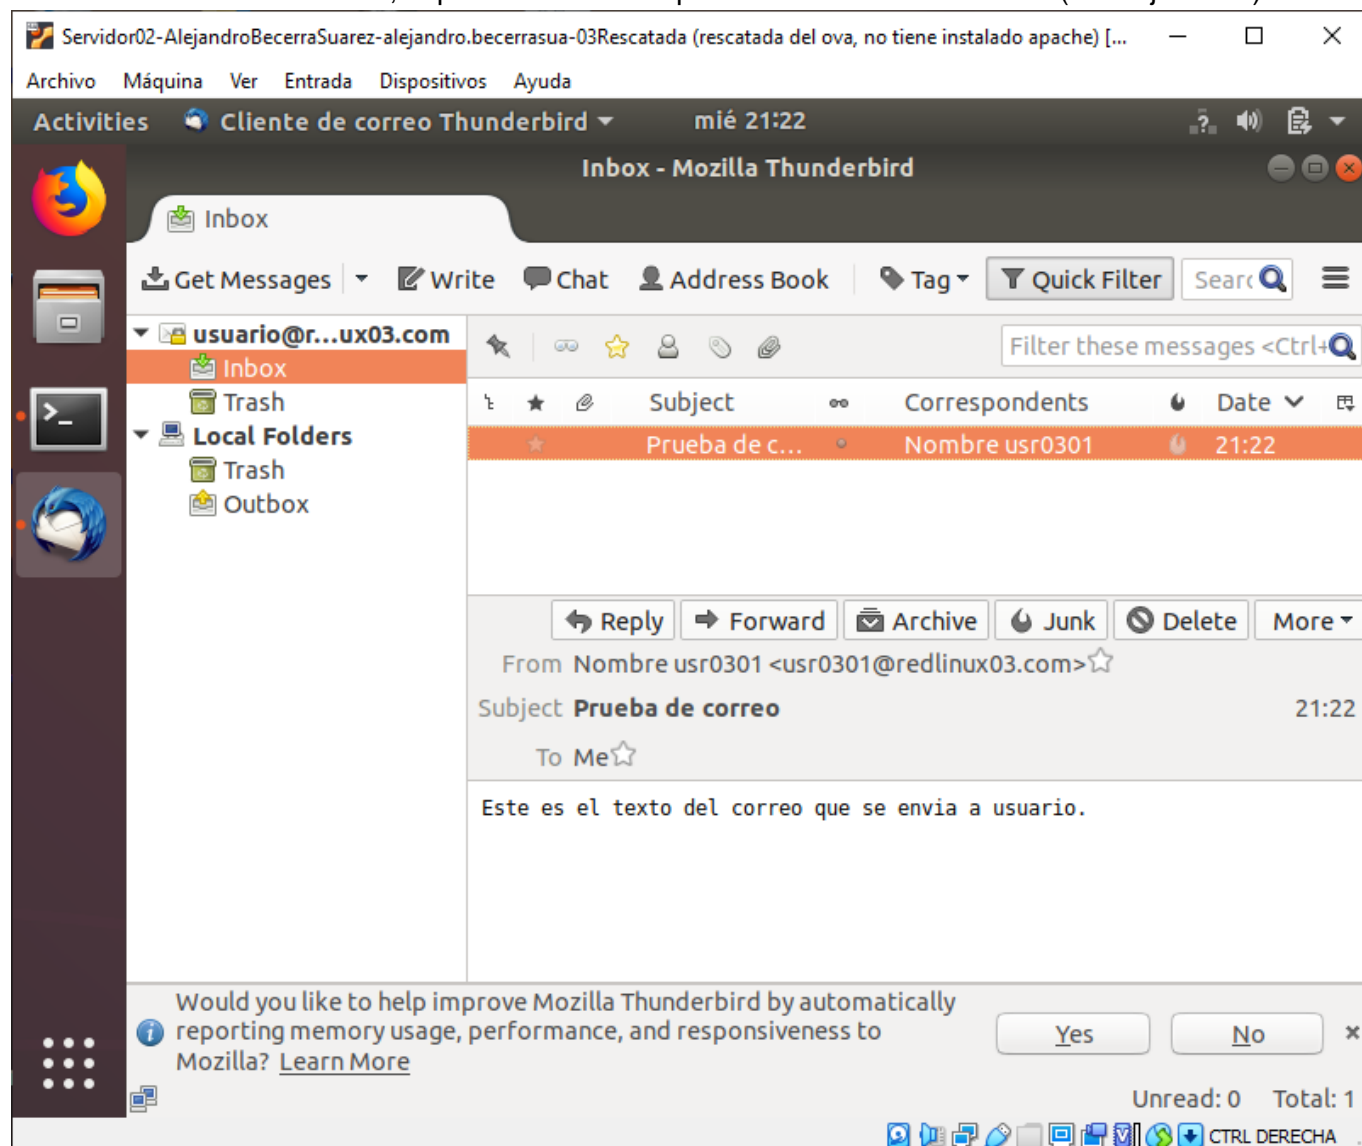 Servidor02-AlejandroBecerraSuarez-alejandro.becerrasua-03Rescatada (rescatada del ova, no tiene instalado apache) [...
Archivo Máquina Ver Entrada Dispositivos Ayuda
Activities Cliente de correo Thunderbird mié 21:22
Inbox - Mozilla Thunderbird
Inbox
Get Messages Write Chat Address Book Tag Quick Filter Searc
usuario@r...ux03.com
Filter these messages <Ctrl+
Inbox
Trash
Subject Correspondents Date
Local Folders
Prueba de c... Nombre usr0301 21:22
Trash
Outbox
Reply Forward Archive Junk Delete More
From Nombre usr0301 <usr0301@redlinux03.com>
Subject Prueba de correo 21:22
To Me
Este es el texto del correo que se envia a usuario.
Would you like to help improve Mozilla Thunderbird by automatically
reporting memory usage, performance, and responsiveness to
Mozilla? Learn More
Yes No
Unread: 0 Total: 1
CTRL DERECHA